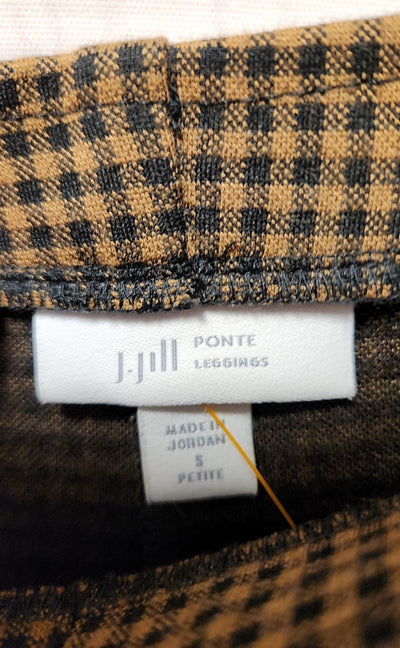 J.Jill PONTE
LEGGINGS
MADE IN
JORDAN
S
PETITE